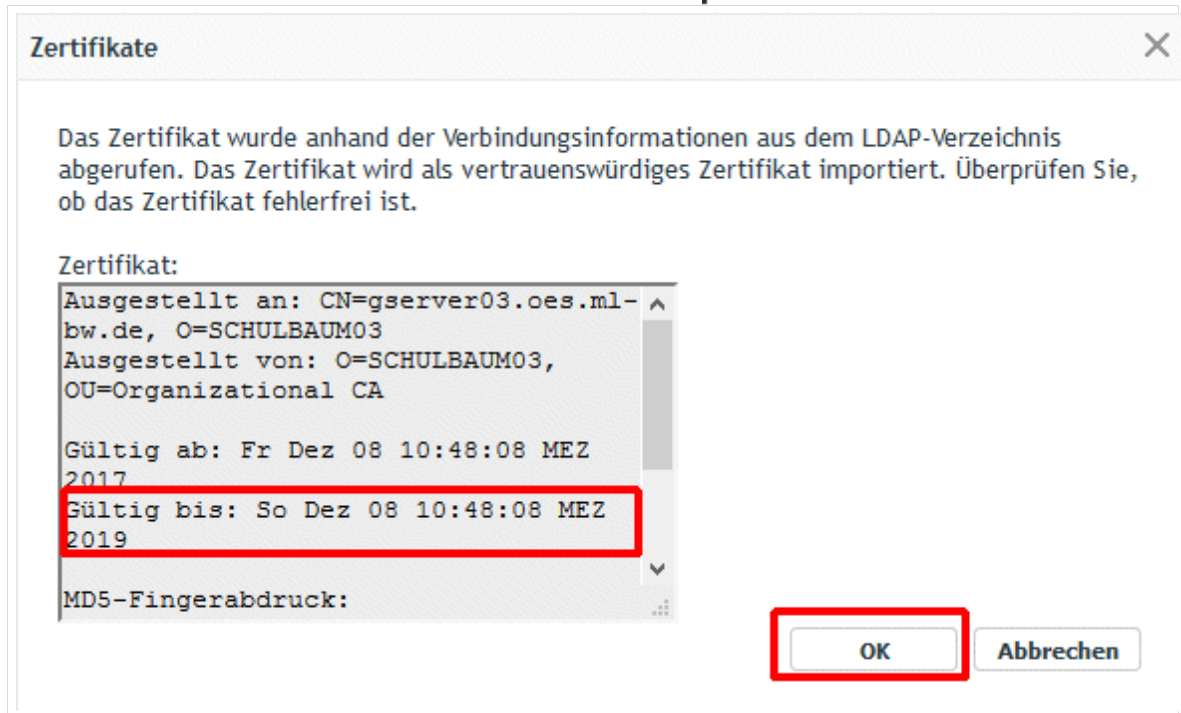 Zertifikate
Das Zertifikat wurde anhand der Verbindungsinformationen aus dem LDAP-Verzeichnis
abgerufen. Das Zertifikat wird als vertrauenswürdiges Zertifikat importiert. Überprüfen Sie,
ob das Zertifikat fehlerfrei ist.
Zertifikat:
Ausgestellt an: CN=gserver03.oes.ml-
bw.de, O=SCHULBAUM03
Ausgestellt von: O=SCHULBAUM03,
OU=Organizational CA
Gültig ab: Fr Dez 08 10:48:08 MEZ
2017
Gültig bis: So Dez 08 10:48:08 MEZ
2019
MD5-Fingerabdruck:
OK Abbrechen